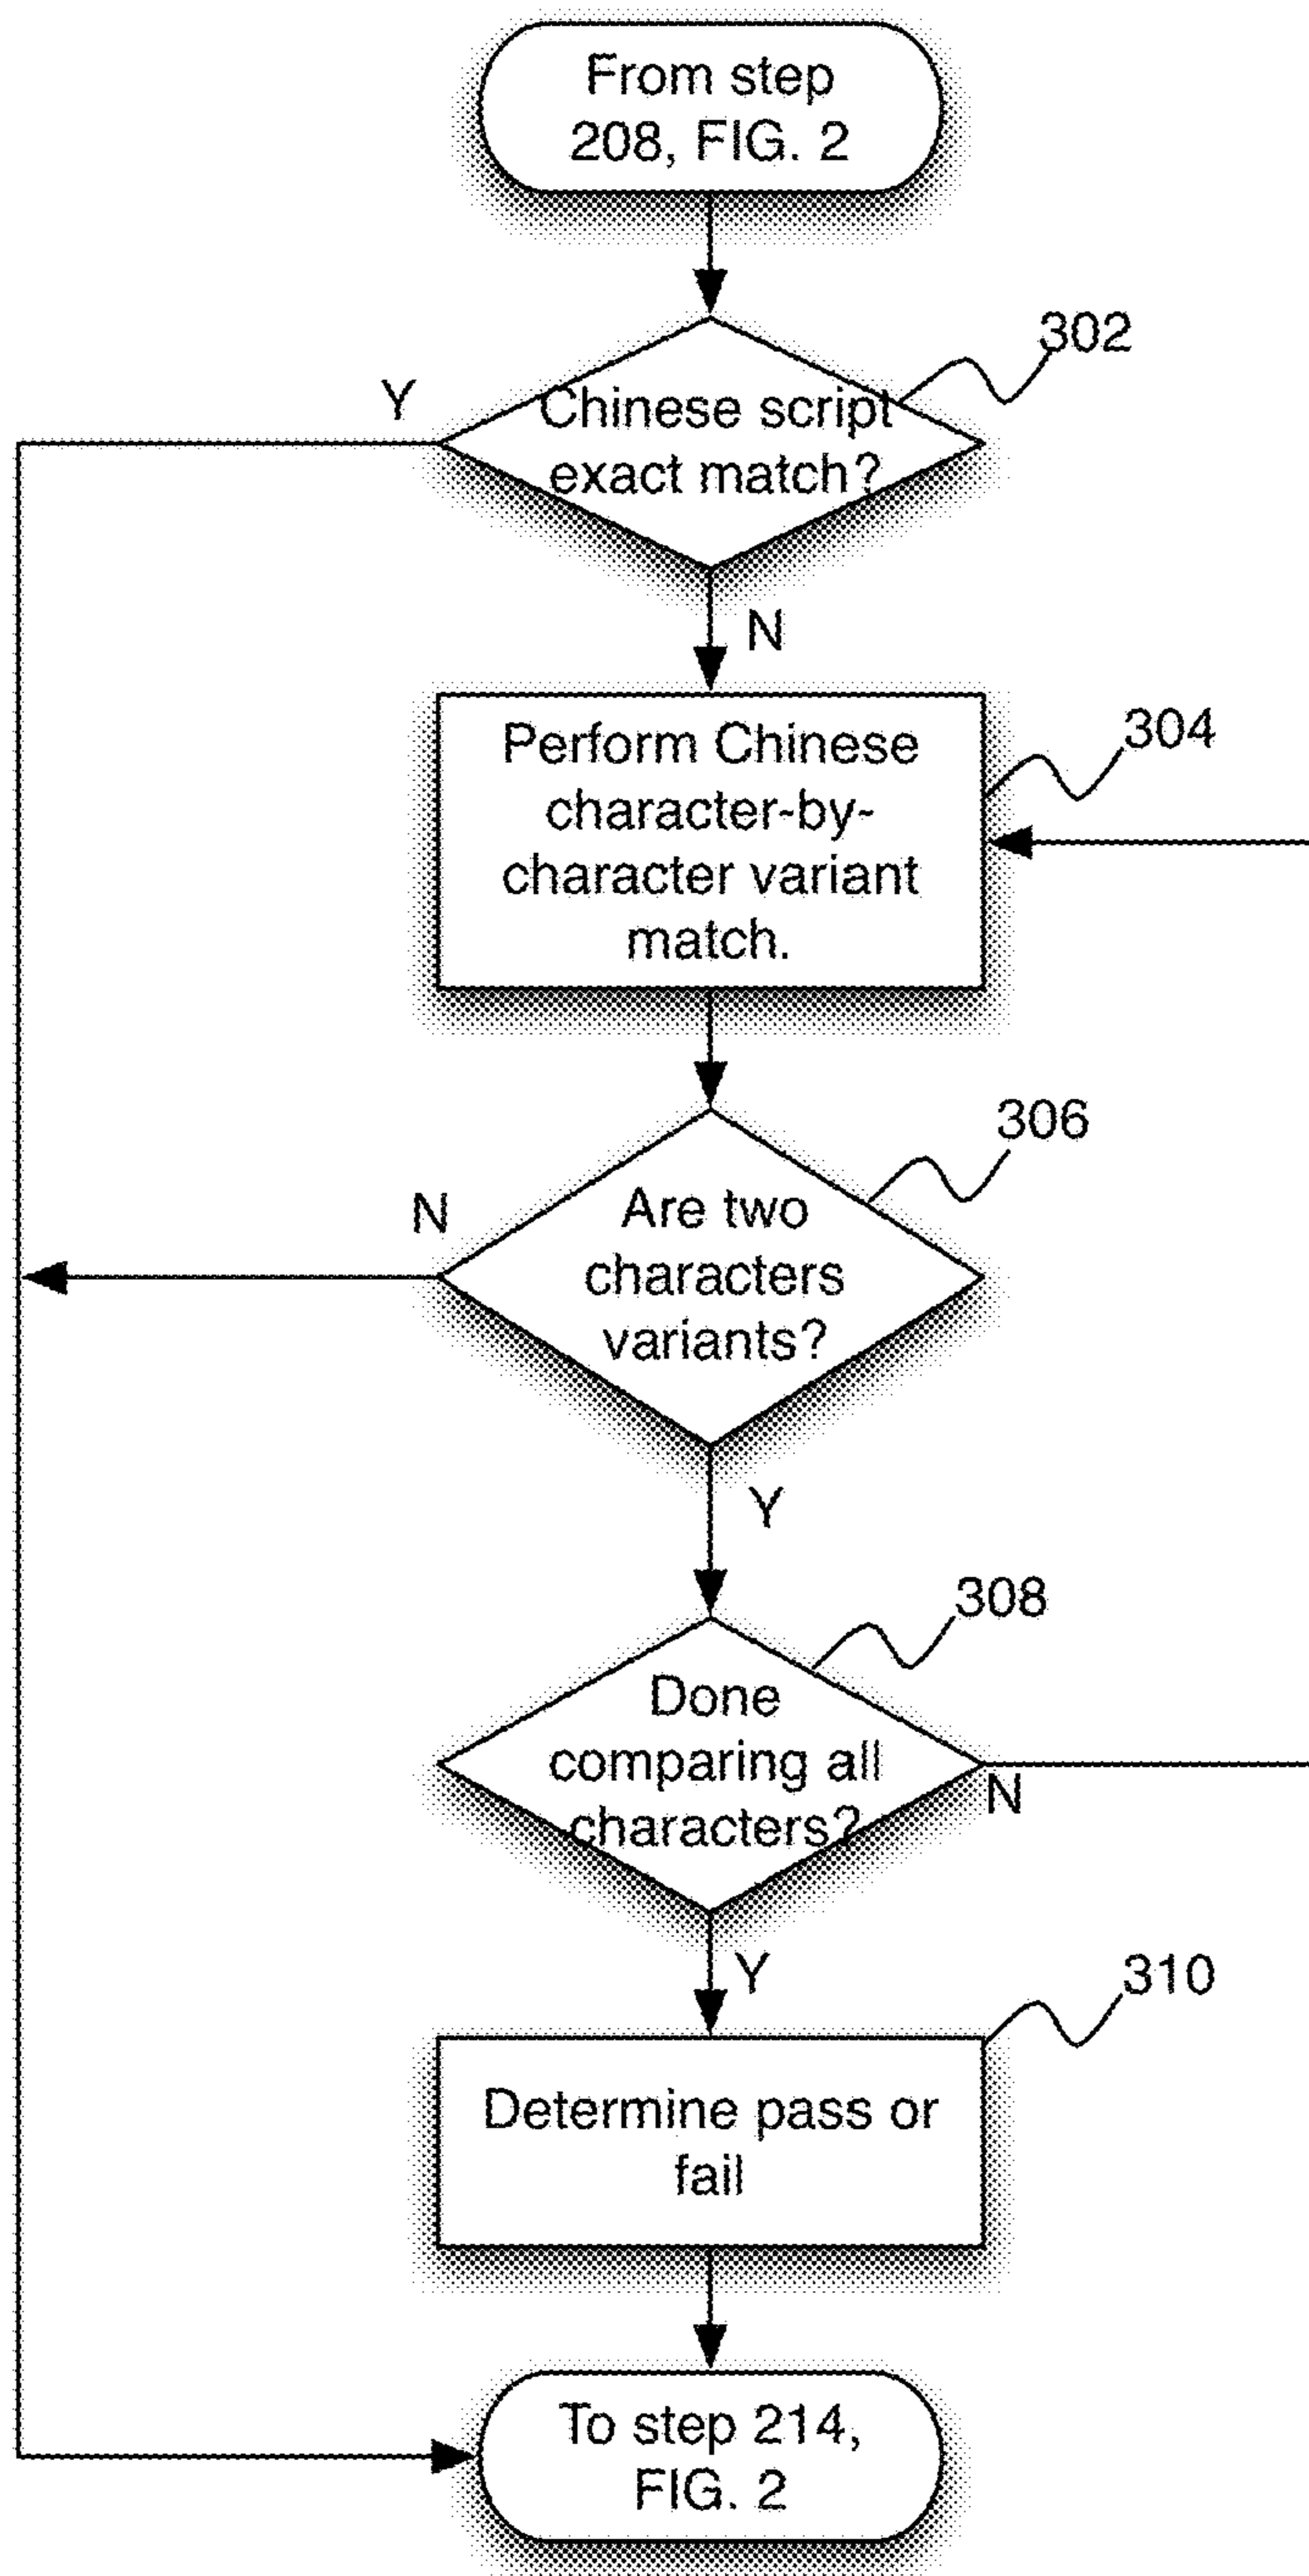 From step
208, FIG. 2
302
Y
Chinese script
exact match?
N
304
Perform Chinese
character-by-
character variant
match.
306
N
Are two
characters
variants?
Y
308
Done
comparing all
characters?
N
Y
310
Determine pass or
fail
To step 214,
FIG. 2